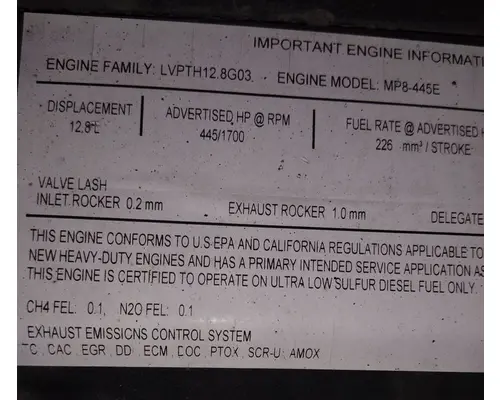 IMPORTANT ENGINE INFORMATI
ENGINE FAMILY: LVPTH12.8G03. ENGINE MODEL: MP8-445E
DISPLACEMENT ADVERTISED HP @ RPM FUEL RATE @ ADVERTISED H
12.8 L 445/1700 226 mm³ / STROKE
VALVE LASH
INLET ROCKER 0.2 mm EXHAUST ROCKER 1.0 mm DELEGATE
THIS ENGINE CONFORMS TO U.S EPA AND CALIFORNIA REGULATIONS APPLICABLE TO
NEW HEAVY-DUTY ENGINES AND HAS A PRIMARY INTENDED SERVICE APPLICATION AS
THIS ENGINE IS CERTIFIED TO OPERATE ON ULTRA LOW SULFUR DIESEL FUEL ONLY.
CH4 FEL: 0.1, N2O FEL: 0.1
EXHAUST EMISSIONS CONTROL SYSTEM
TC, CAC, EGR, DDI, ECM, DOC, PTOX, SCR-U, AMOX